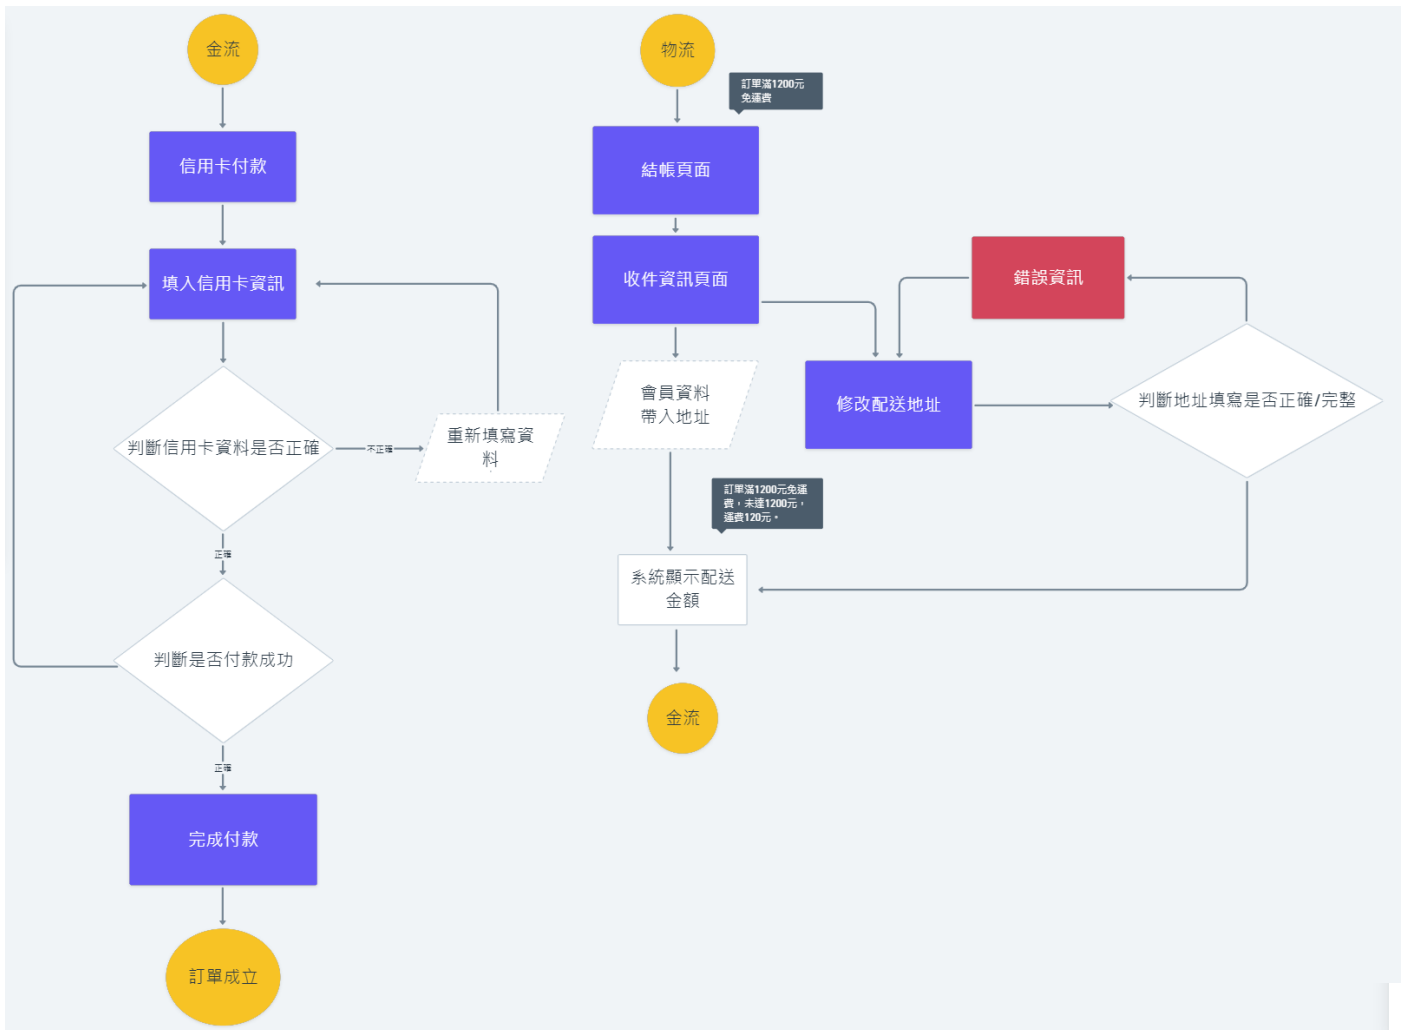 金流
信用卡付款
填入信用卡資訊
判斷信用卡資料是否正確
不正確
重新填寫資
料
正確
判斷是否付款成功
正確
完成付款
訂單成立
物流
訂單滿1200元
免運費
結帳頁面
收件資訊頁面
錯誤資訊
會員資料
帶入地址
修改配送地址
判斷地址填寫是否正確/完整
訂單滿1200元免運
費，未達1200元，
運費120元。
系統顯示配送
金額
金流